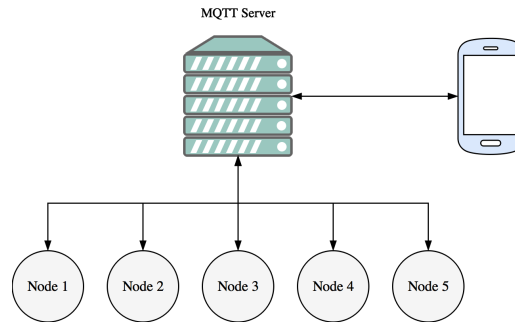 MQTT Server
Node 1
Node 2
Node 3
Node 4
Node 5